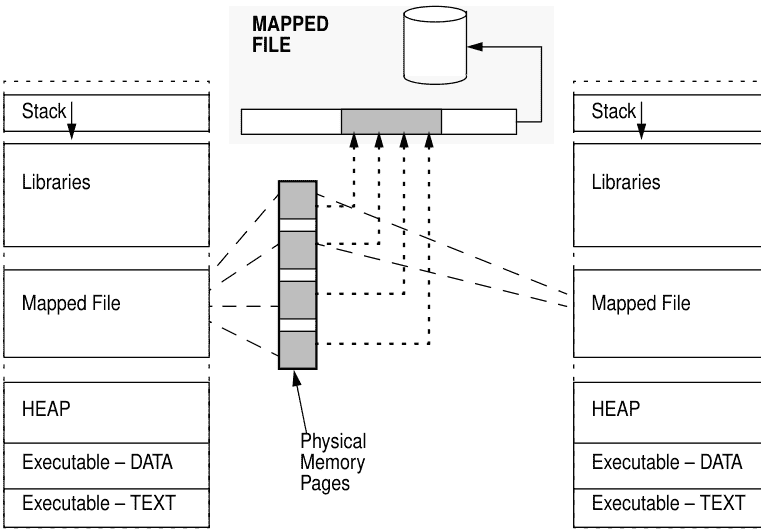 MAPPED
FILE
Stack
Libraries
Mapped File
HEAP
Executable – DATA
Executable – TEXT
Physical
Memory
Pages
Stack
Libraries
Mapped File
HEAP
Executable – DATA
Executable – TEXT